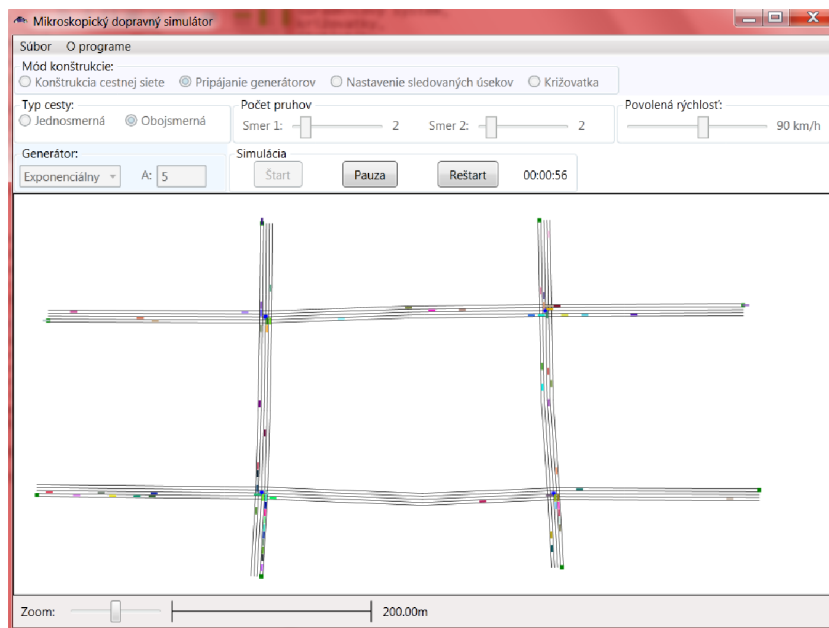 Mikroskopický dopravný simulátor
Súbor O programe
Mód konštrukcie:
Konštrukcia cestnej siete Pripájanie generátorov Nastavenie sledovaných úsekov Križovatka
Typ cesty: Počet pruhov Povolená rýchlosť:
Jednosmerná Obojsmerná Smer 1: 2 Smer 2: 2 90 km/h
Generátor: Simulácia
Exponenciálny A: 5 Štart Pauza Reštart 00:00:56
Zoom: 200.00m